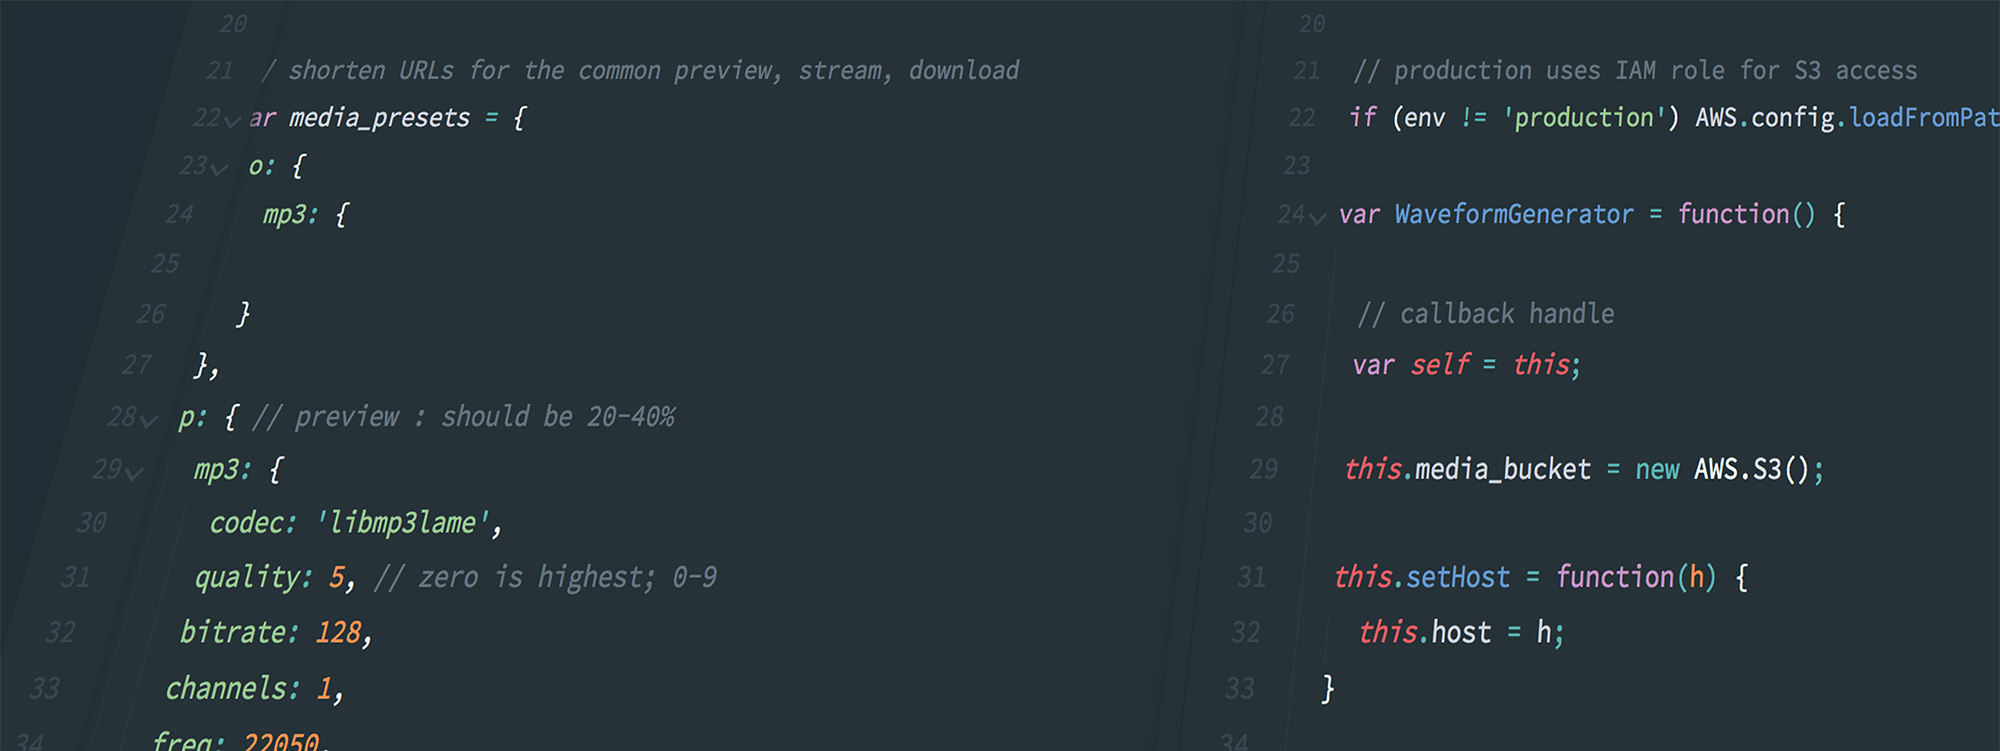 20
21 / shorten URLs for the common preview, stream, download
22 ar media_presets = {
23 o: {
24 mp3: {
25
26 }
27 },
28 p: { // preview : should be 20-40%
29 mp3: {
30 codec: 'libmp3lame',
31 quality: 5, // zero is highest; 0-9
32 bitrate: 128,
33 channels: 1,
34 freq: 22050,
20
21 // production uses IAM role for S3 access
22 if (env != 'production') AWS.config.loadFromPat
23
24 var WaveformGenerator = function() {
25
26 // callback handle
27 var self = this;
28
29 this.media_bucket = new AWS.S3();
30
31 this.setHost = function(h) {
32 this.host = h;
33 }
34